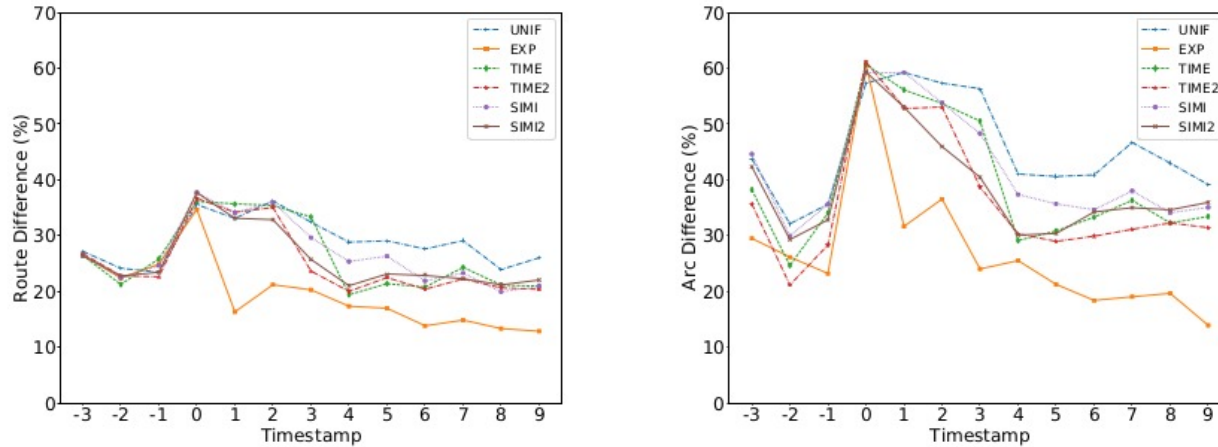 70
60
50
40
30
20
10
0
Route Difference (%)
UNIF
EXP
TIME
TIME2
SIMI
SIMI2
-3 -2 -1 0 1 2 3 4 5 6 7 8 9
Timestamp
70
60
50
40
30
20
10
0
Arc Difference (%)
UNIF
EXP
TIME
TIME2
SIMI
SIMI2
-3 -2 -1 0 1 2 3 4 5 6 7 8 9
Timestamp